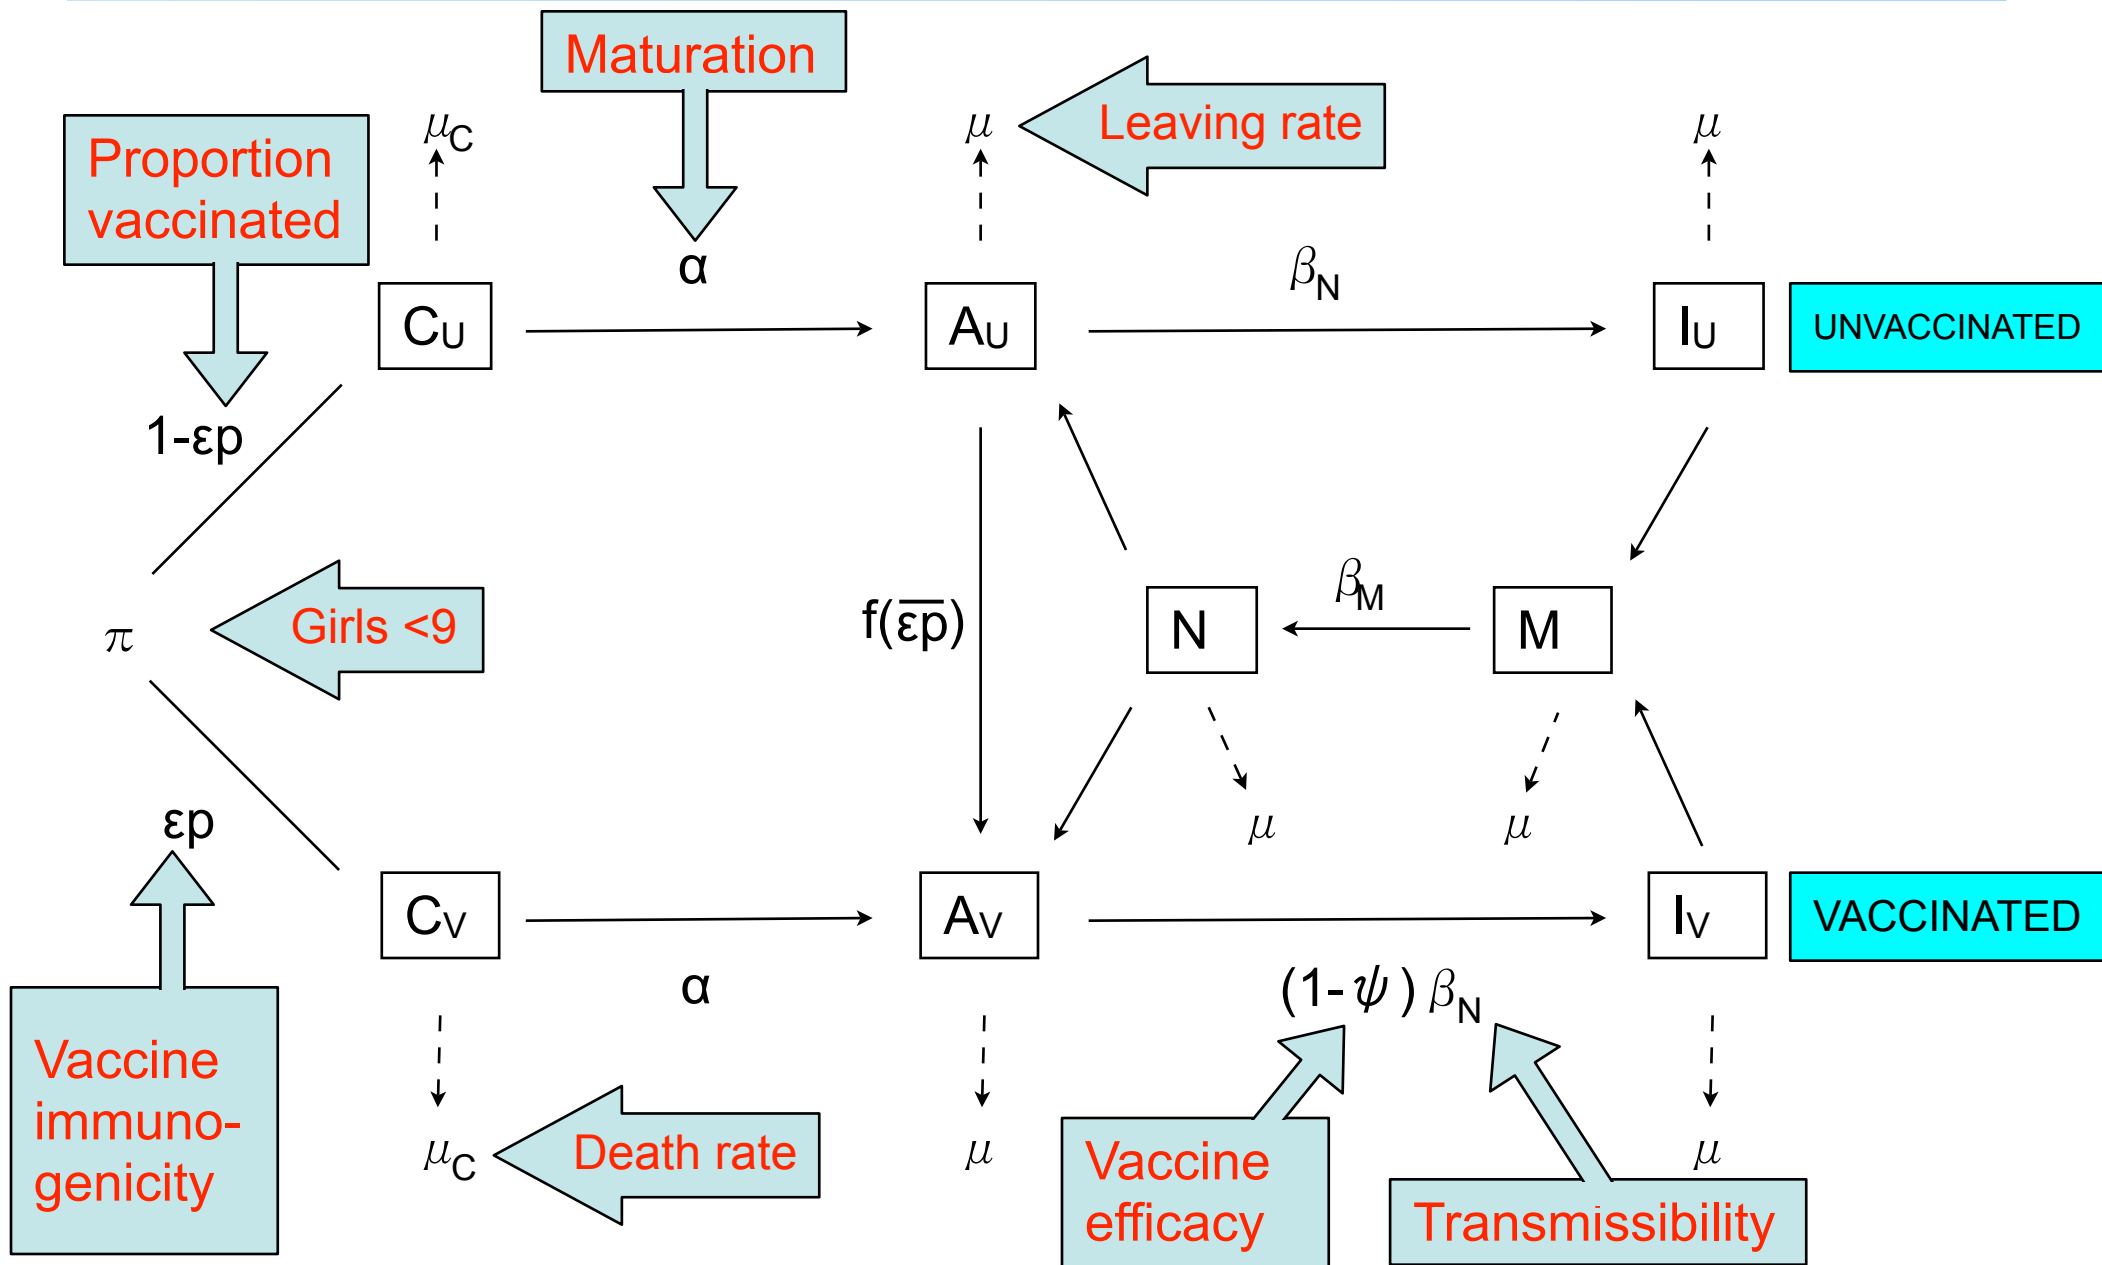 Maturation
μC
μ
Leaving rate
μ
Proportion
vaccinated
α
βN
CU
AU
IU
UNVACCINATED
1-εp
π
Girls <9
f(ε̅p̅)
N
βM
M
εp
μ
μ
CV
AV
IV
VACCINATED
α
(1-ψ) βN
Vaccine
immuno-
genicity
μC
Death rate
μ
Vaccine
efficacy
μ
Transmissibility